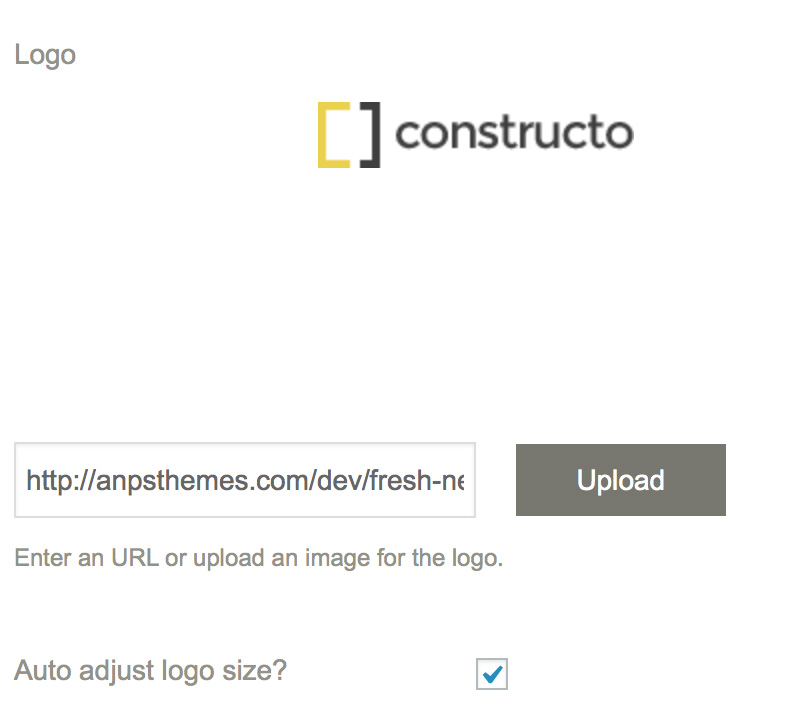 Logo
constructo
http://anpsthemes.com/dev/fresh-ne
Upload
Enter an URL or upload an image for the logo.
Auto adjust logo size?